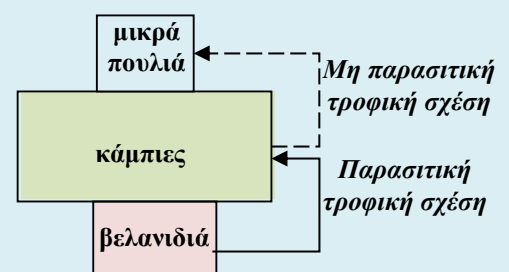 μικρά
πουλιά
Μη παρασιτική
τροφική σχέση
κάμπιες
Παρασιτική
τροφική σχέση
βελανιδιά